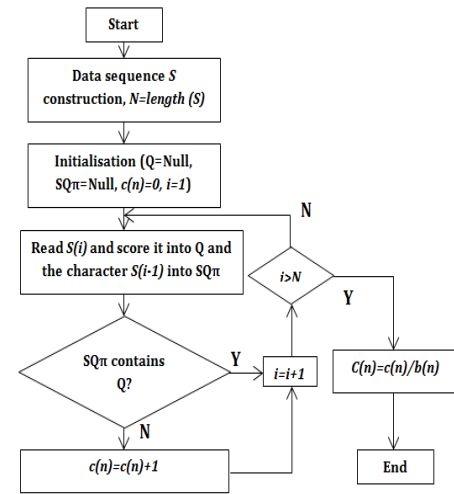 Start
Data sequence S
construction, N=length (S)
Initialisation (Q=Null,
SQπ=Null, c(n)=0, i=1)
N
Read S(i) and score it into Q and
the character S(i-1) into SQπ
i>N
Y
SQπ contains
Q?
Y
i=i+1
C(n)=c(n)/b(n)
N
c(n)=c(n)+1
End